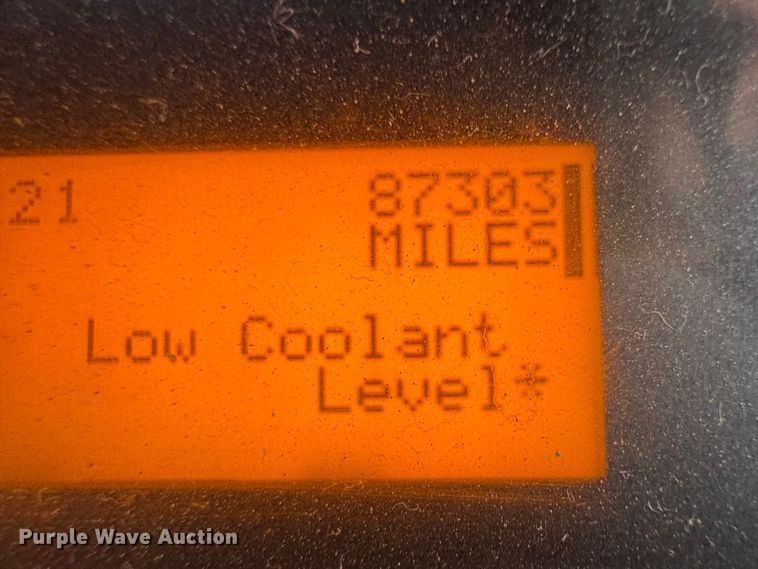 21 87303
MILES
Low Coolant
Level*
Purple Wave Auction